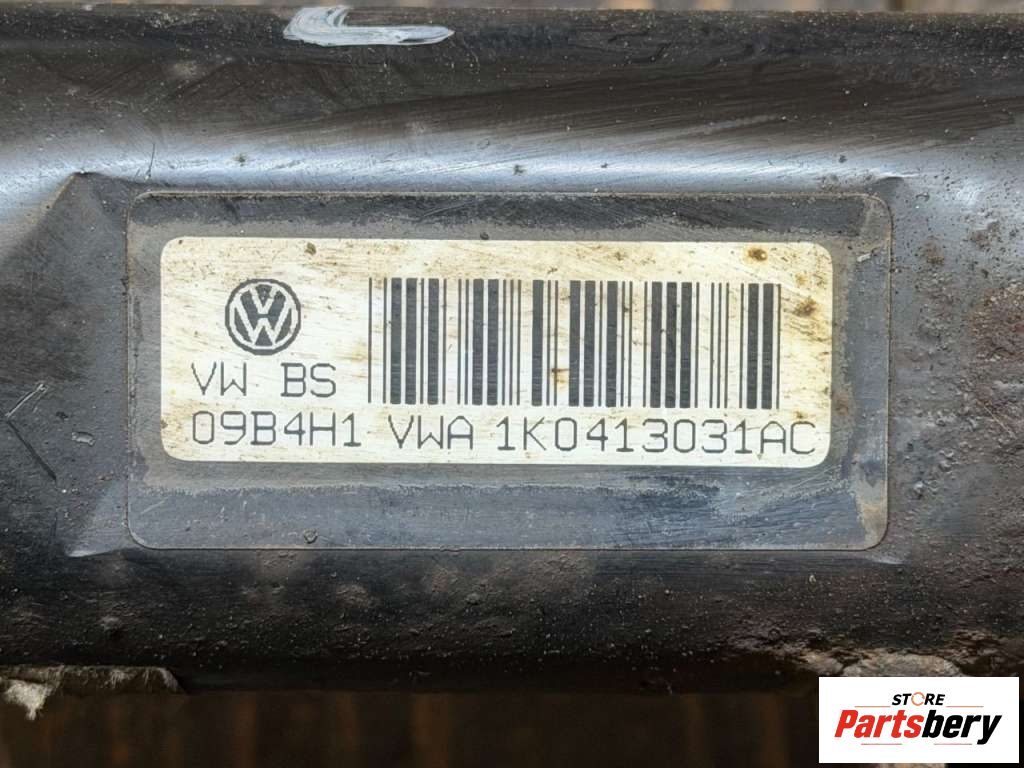 VW BS
09B4H1 VWA 1K0413031AC
STORE
Partsbery